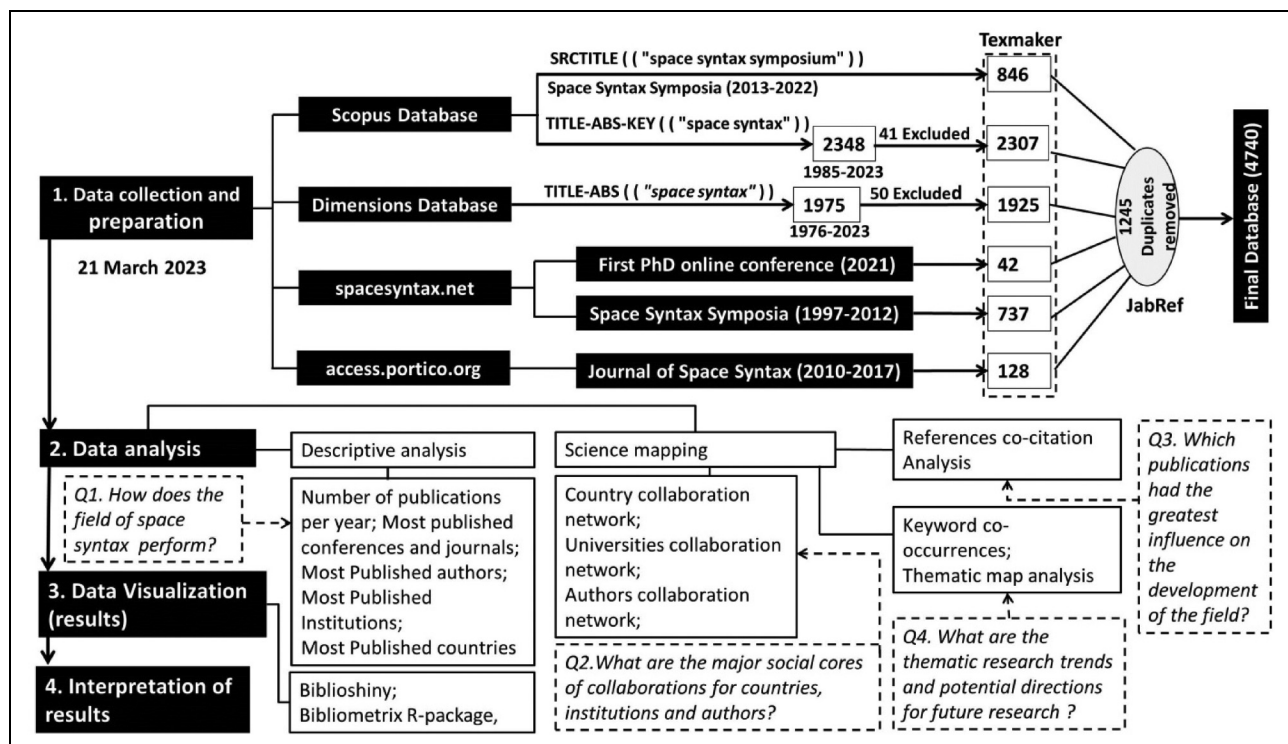 Texmaker
SRCTITLE ( ( "space syntax symposium" ) )
846
Space Syntax Symposia (2013-2022)
Scopus Database
TITLE-ABS-KEY ( ( "space syntax" ) )
2348
41 Excluded
2307
1985-2023
1. Data collection and
preparation
21 March 2023
Dimensions Database
TITLE-ABS ( ( "space syntax" ) )
1975
50 Excluded
1925
1976-2023
1245
Duplicates
removed
JabRef
Final Database (4740)
spacesyntax.net
First PhD online conference (2021)
42
Space Syntax Symposia (1997-2012)
737
access.portico.org
Journal of Space Syntax (2010-2017)
128
2. Data analysis
Descriptive analysis
Science mapping
References co-citation
Analysis
Q3. Which
publications
had the
greatest
influence on
the
development
of the field?
Q1. How does the
field of space
syntax perform?
Number of publications
per year; Most published
conferences and journals;
Most Published authors;
Most Published
Institutions;
Most Published countries
Country collaboration
network;
Universities collaboration
network;
Authors collaboration
network;
Keyword co-
occurrences;
Thematic map analysis
3. Data Visualization
(results)
Q2.What are the major social cores
of collaborations for countries,
institutions and authors?
Q4. What are the
thematic research trends
and potential directions
for future research ?
4. Interpretation of
results
Biblioshiny;
Bibliometrix R-package,